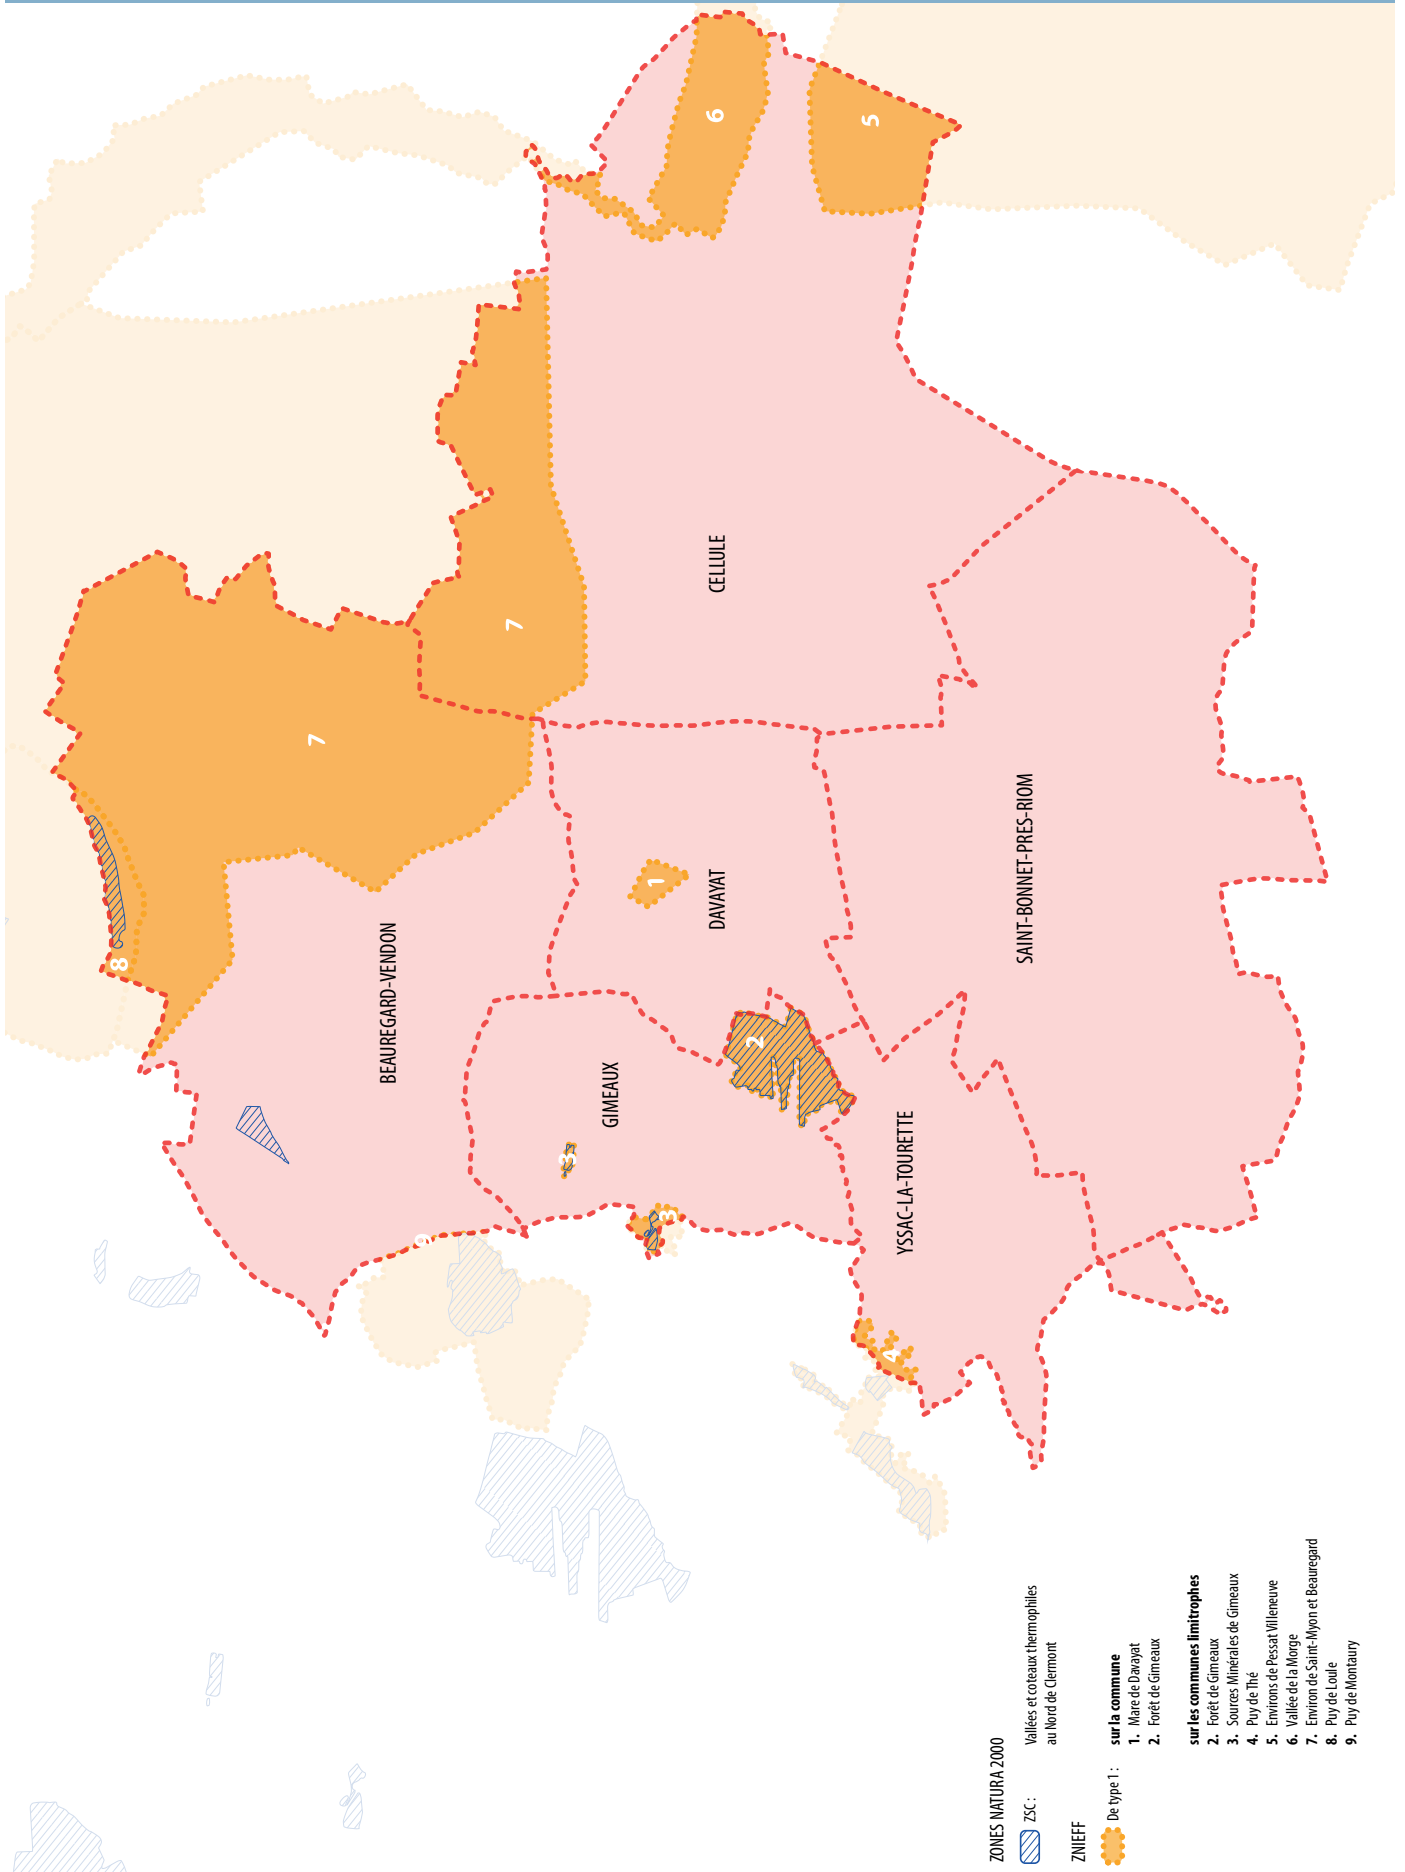 BEAUREGARD-VENDON
GIMEAUX
YSSAC-LA-TOURETTE
DAVAYAT
SAINT-BONNET-PRES-RIOM
CELLULE
1
2
3
3
4
5
6
7
7
8
9
ZONES NATURA 2000
ZSC :
Vallées et coteaux thermophiles
au Nord de Clermont
ZNIEFF
De type 1 :
sur la commune
1. Mare de Davayat
2. Forêt de Gimeaux
sur les communes limitrophes
2. Forêt de Gimeaux
3. Sources Minérales de Gimeaux
4. Puy de Thé
5. Environs de Pessat Villeneuve
6. Vallée de la Morge
7. Environ de Saint-Myon et Beauregard
8. Puy de Loule
9. Puy de Montaury